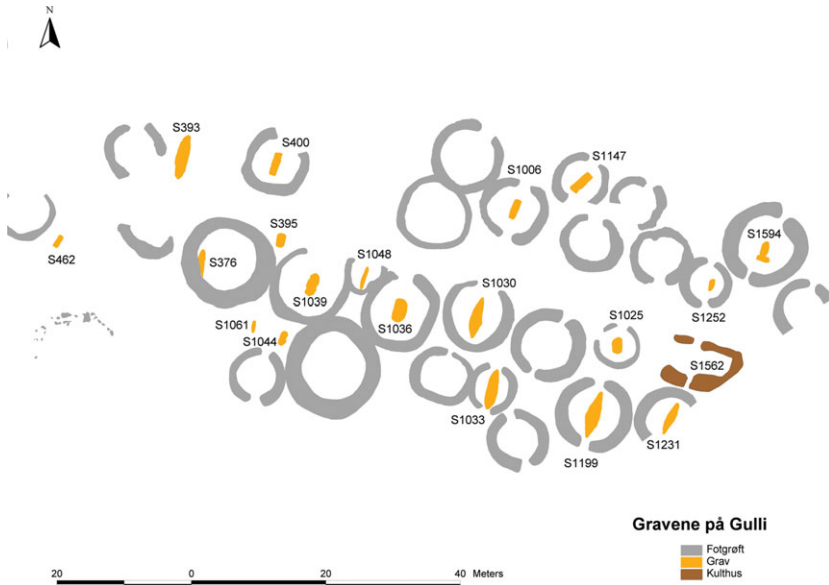 N
S393
S400
S1147
S1006
S395
S1594
S462
S376
S1048
S1039
S1030
S1252
S1061
S1044
S1036
S1025
S1562
S1033
S1231
S1199
Gravene på Gulli
Fotgrøft
Grav
Kulthus
20 0 20 40 Meters